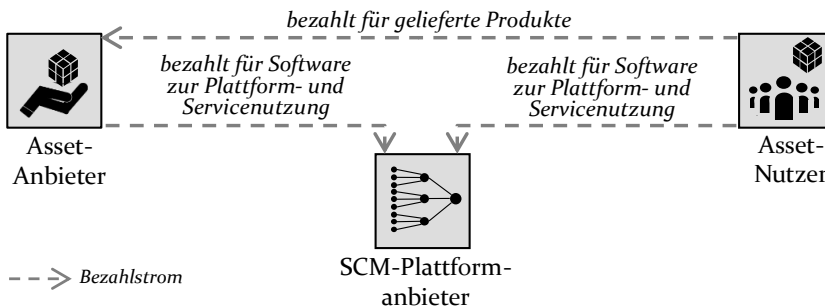 bezahlt für gelieferte Produkte
bezahlt für Software
zur Plattform- und
Servicenutzung
bezahlt für Software
zur Plattform- und
Servicenutzung
Asset-
Anbieter
Asset-
Nutzer
SCM-Plattform-
anbieter
Bezahlstrom